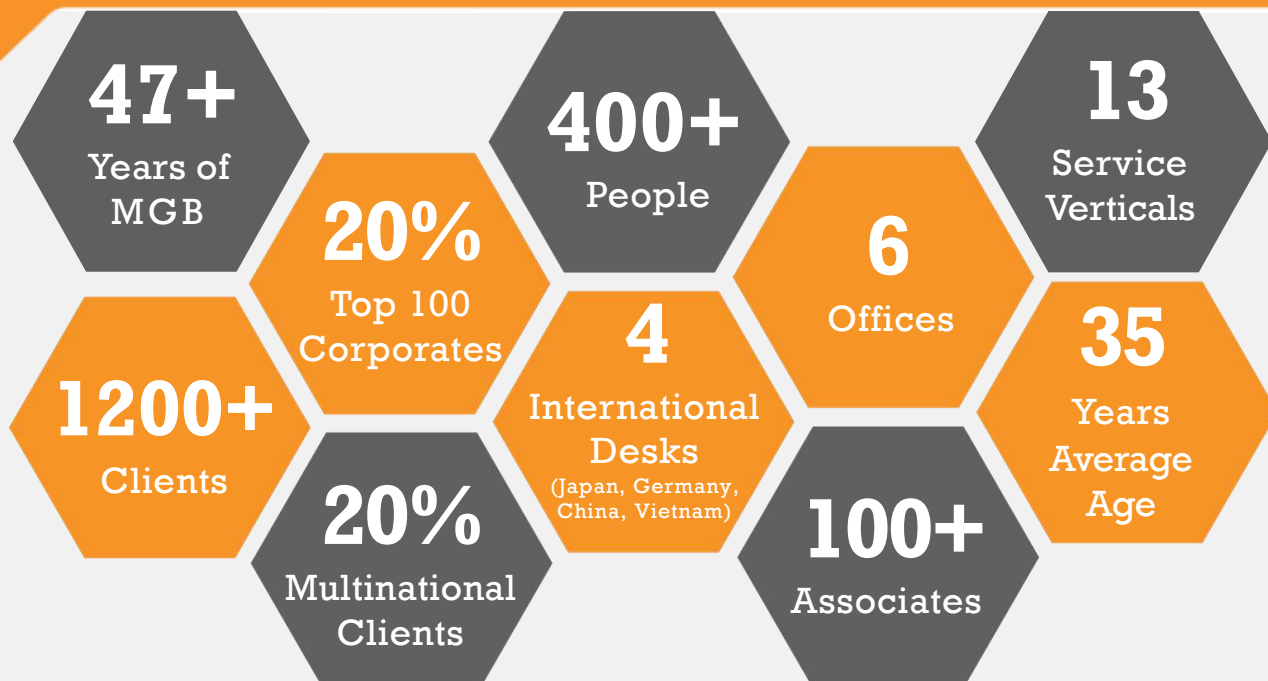 47+
Years of
MGB
400+
People
13
Service
Verticals
20%
Top 100
Corporates
6
Offices
1200+
Clients
4
International
Desks
(Japan, Germany,
China, Vietnam)
35
Years
Average
Age
20%
Multinational
Clients
100+
Associates